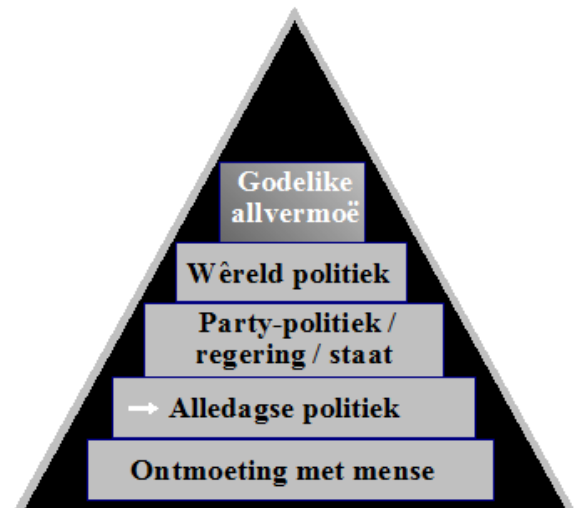 Godelike
allvermoë
Wêreld politiek
Party-politiek /
regering / staat
Alledagse politiek
Ontmoeting met mense